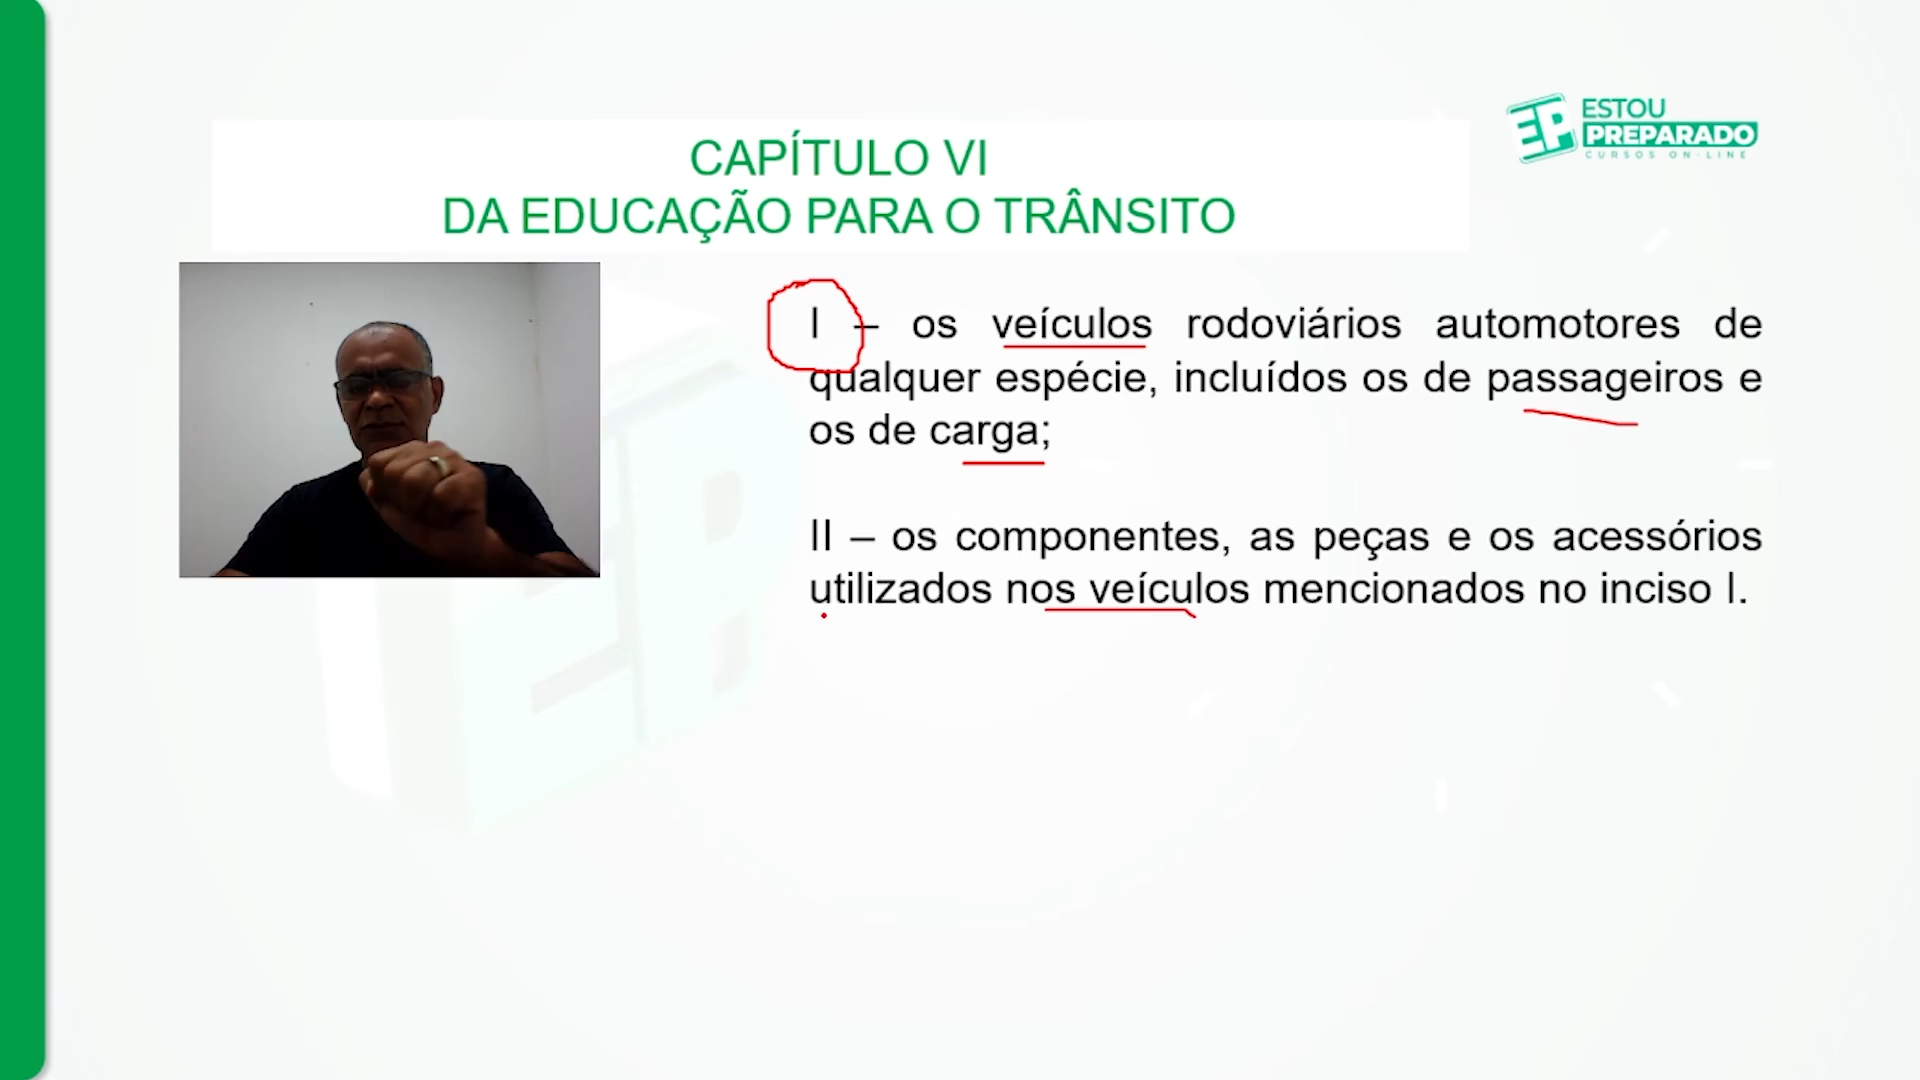 ESTOU
EP PREPARADO
CURSOS ON-LINE
CAPÍTULO VI
DA EDUCAÇÃO PARA O TRÂNSITO
I – os veículos rodoviários automotores de
qualquer espécie, incluídos os de passageiros e
os de carga;
II – os componentes, as peças e os acessórios
utilizados nos veículos mencionados no inciso I.